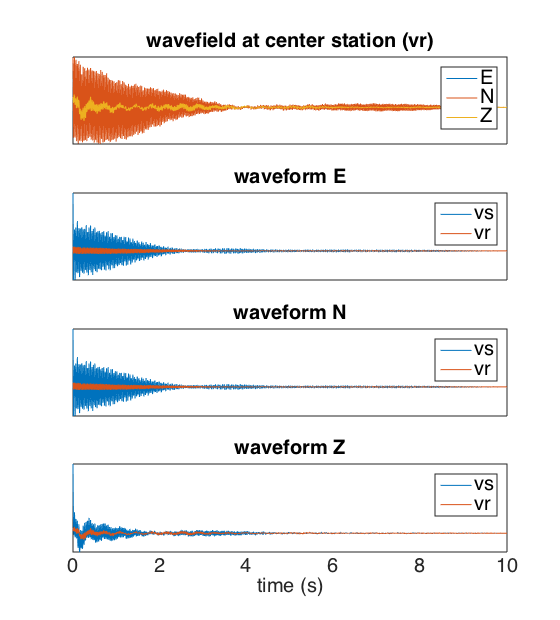 wavefield at center station (vr)
E
N
Z
waveform E
vs
vr
waveform N
vs
vr
waveform Z
vs
vr
0 2 4 6 8 10
time (s)